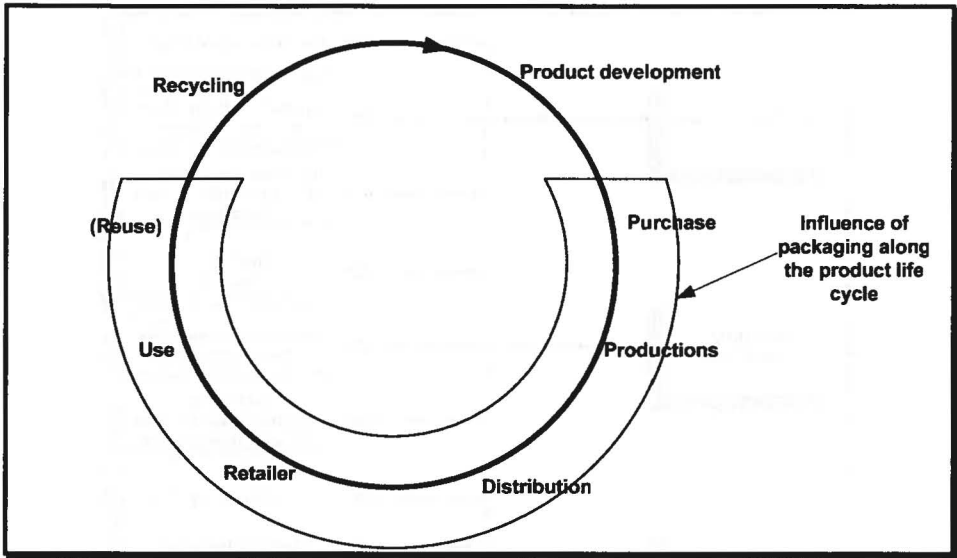 Recycling
Product development
(Reuse)
Purchase
Influence of
packaging along
the product life
cycle
Use
Productions
Retailer
Distribution